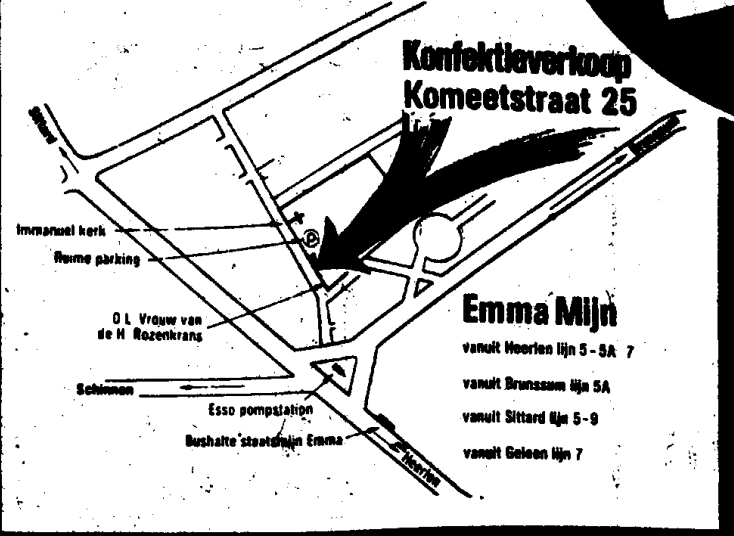 Konfektieverkoop
Komeetstraat 25
Sittard
Immanuel kerk
Ruime parking
P
O L Vrouw van
de H Rozenkrans
Emma Mijn
vanuit Heerlen lijn 5-5A 7
vanuit Brunssum lijn 5A
vanuit Sittard lijn 5-9
vanuit Geleen lijn 7
Schinnen
Esso pompstation
Bushalte staatsmijn Emma
Heerlen